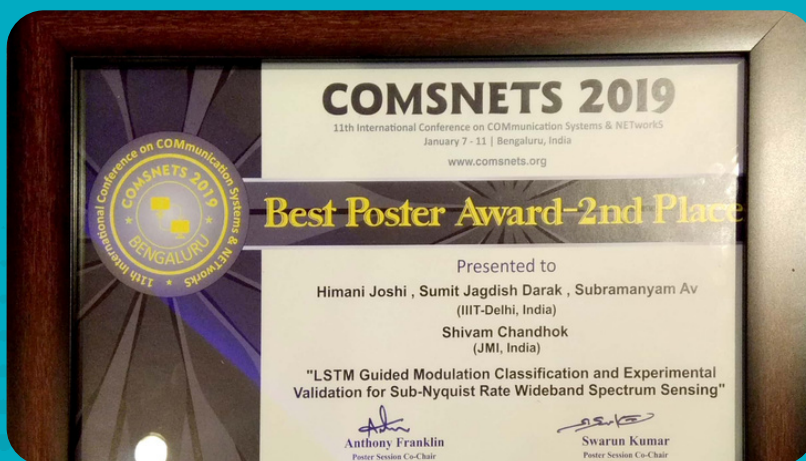 COMSNETS 2019
11th International Conference on COMmunication Systems & NETworkS
January 7 - 11 | Bengaluru, India
www.comsnets.org
11th International Conference on COMmunication Systems & NETworkS
COMSNETS 2019
BENGALURU
Best Poster Award-2nd Place
Presented to
Himani Joshi , Sumit Jagdish Darak , Subramanyam Av
(IIIT-Delhi, India)
Shivam Chandhok
(JMI, India)
"LSTM Guided Modulation Classification and Experimental
Validation for Sub-Nyquist Rate Wideband Spectrum Sensing"
Anthony Franklin
Swarun Kumar
Poster Session Co-Chair
Poster Session Co-Chair